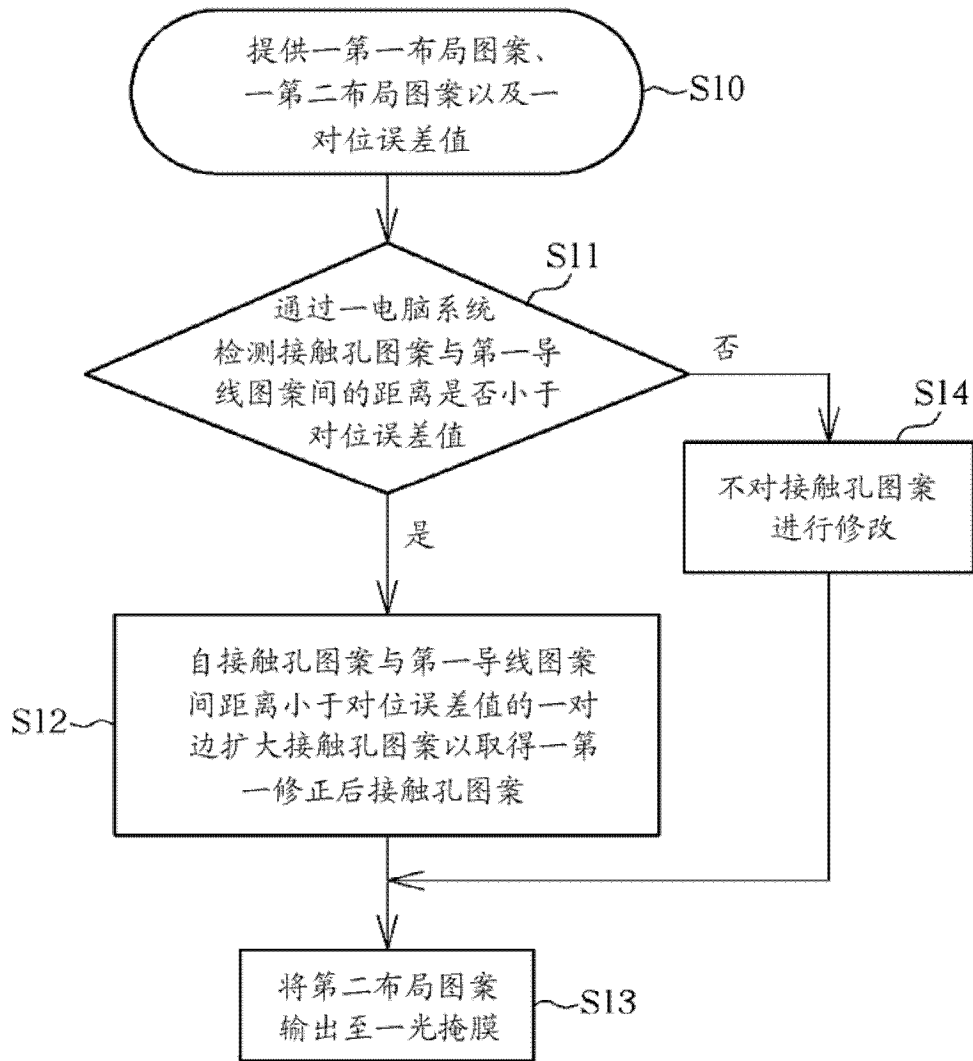 提供一第一布局图案、
一第二布局图案以及一
对位误差值
S10
S11
通过一电脑系统
检测接触孔图案与第一导
线图案间的距离是否小于
对位误差值
否
S14
不对接触孔图案
进行修改
是
自接触孔图案与第一导线图案
间距离小于对位误差值的一对
边扩大接触孔图案以取得一第
一修正后接触孔图案
S12
将第二布局图案
输出至一光掩膜
S13